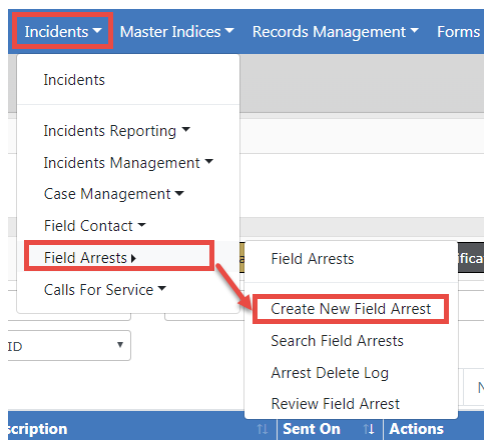 Incidents Master Indices Records Management Forms
Incidents
Incidents Reporting
Incidents Management
Case Management
Field Contact
Field Arrests
Calls For Service
Field Arrests
Create New Field Arrest
Search Field Arrests
Arrest Delete Log
Review Field Arrest
ifica
ID
N
scription Sent On Actions